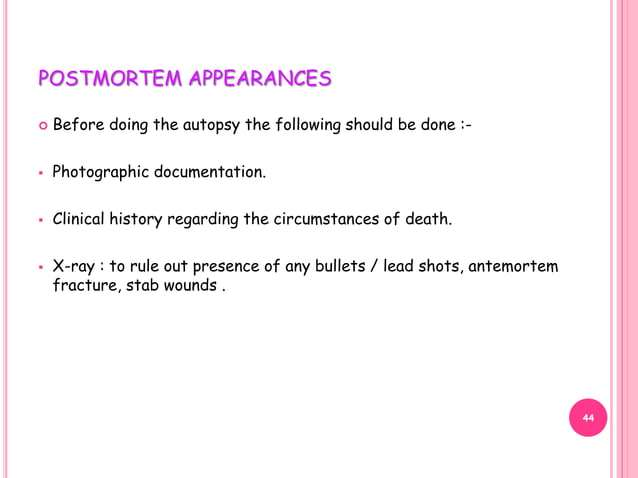 POSTMORTEM APPEARANCES
Before doing the autopsy the following should be done :-
Photographic documentation.
Clinical history regarding the circumstances of death.
X-ray : to rule out presence of any bullets / lead shots, antemortem
fracture, stab wounds .
44